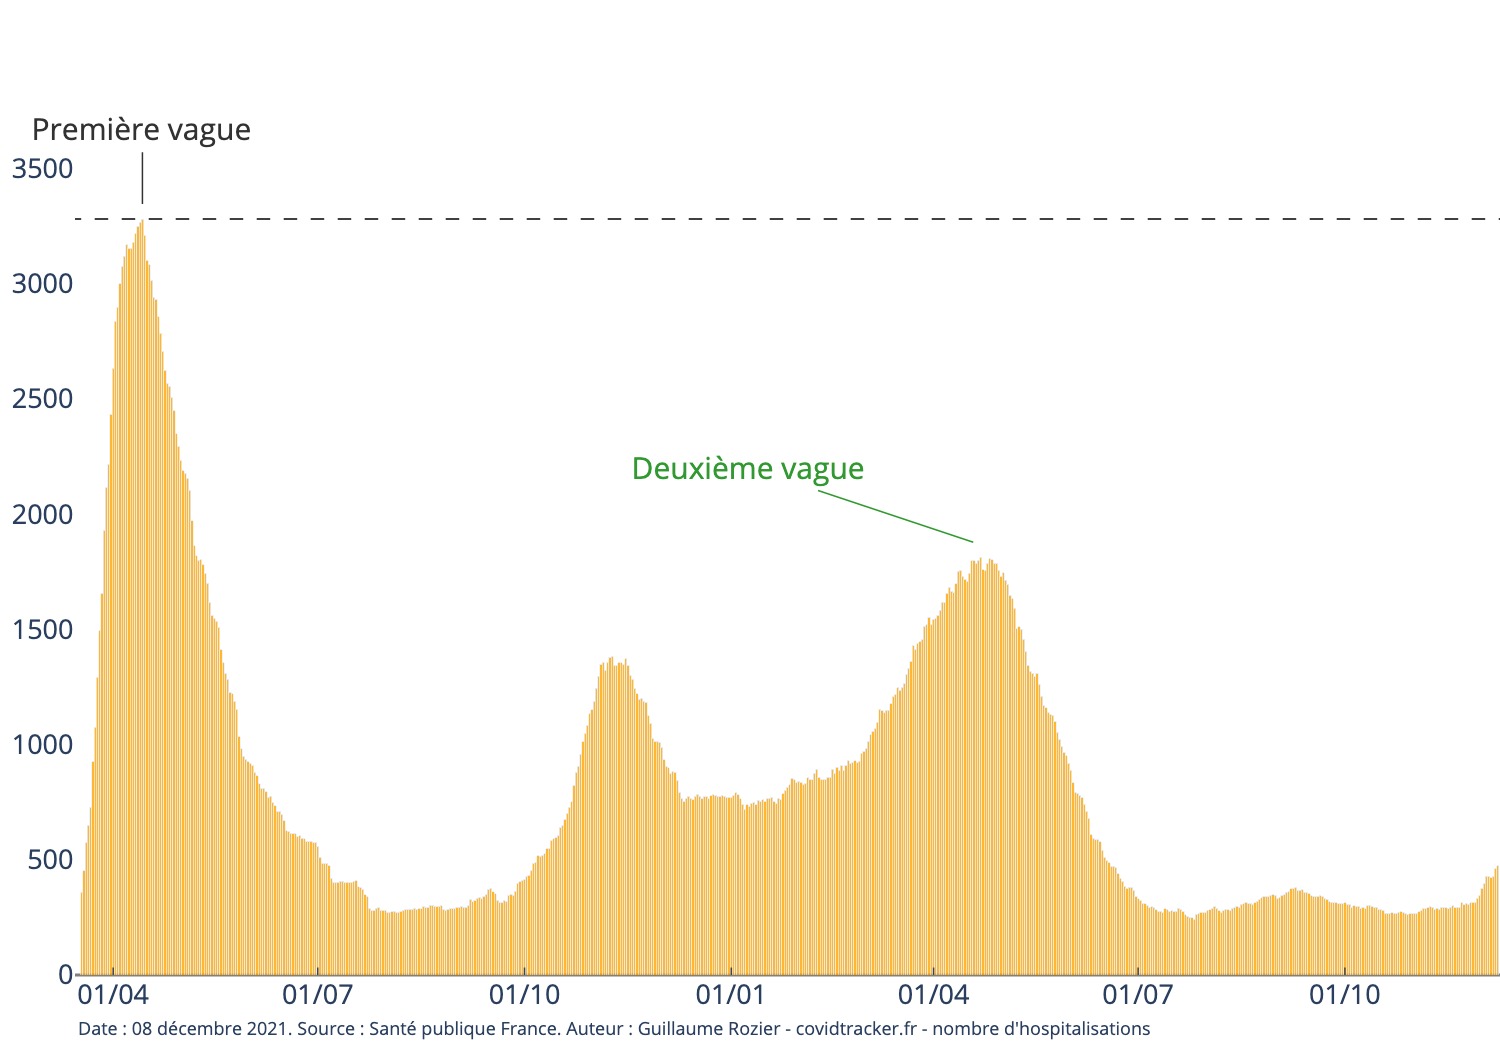 Première vague
3500
3000
2500
Deuxième vague
2000
1500
1000
500
0
01/04 01/07 01/10 01/01 01/04 01/07 01/10
Date : 08 décembre 2021. Source : Santé publique France. Auteur : Guillaume Rozier - covidtracker.fr - nombre d'hospitalisations